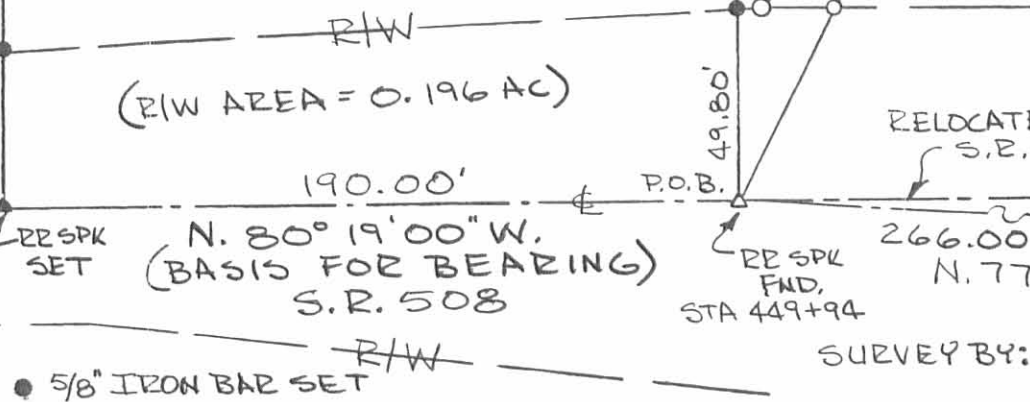 R/W
(R/W AREA = 0.196 AC)
49.80'
RELOCATE
S.R.
190.00'
℄
P.O.B.
RR SPK
SET
N. 80° 19' 00" W.
(BASIS FOR BEARING)
S.R. 508
RR SPK
FND,
STA 449+94
266.00
N. 77
R/W
SURVEY BY:
5/8" IRON BAR SET